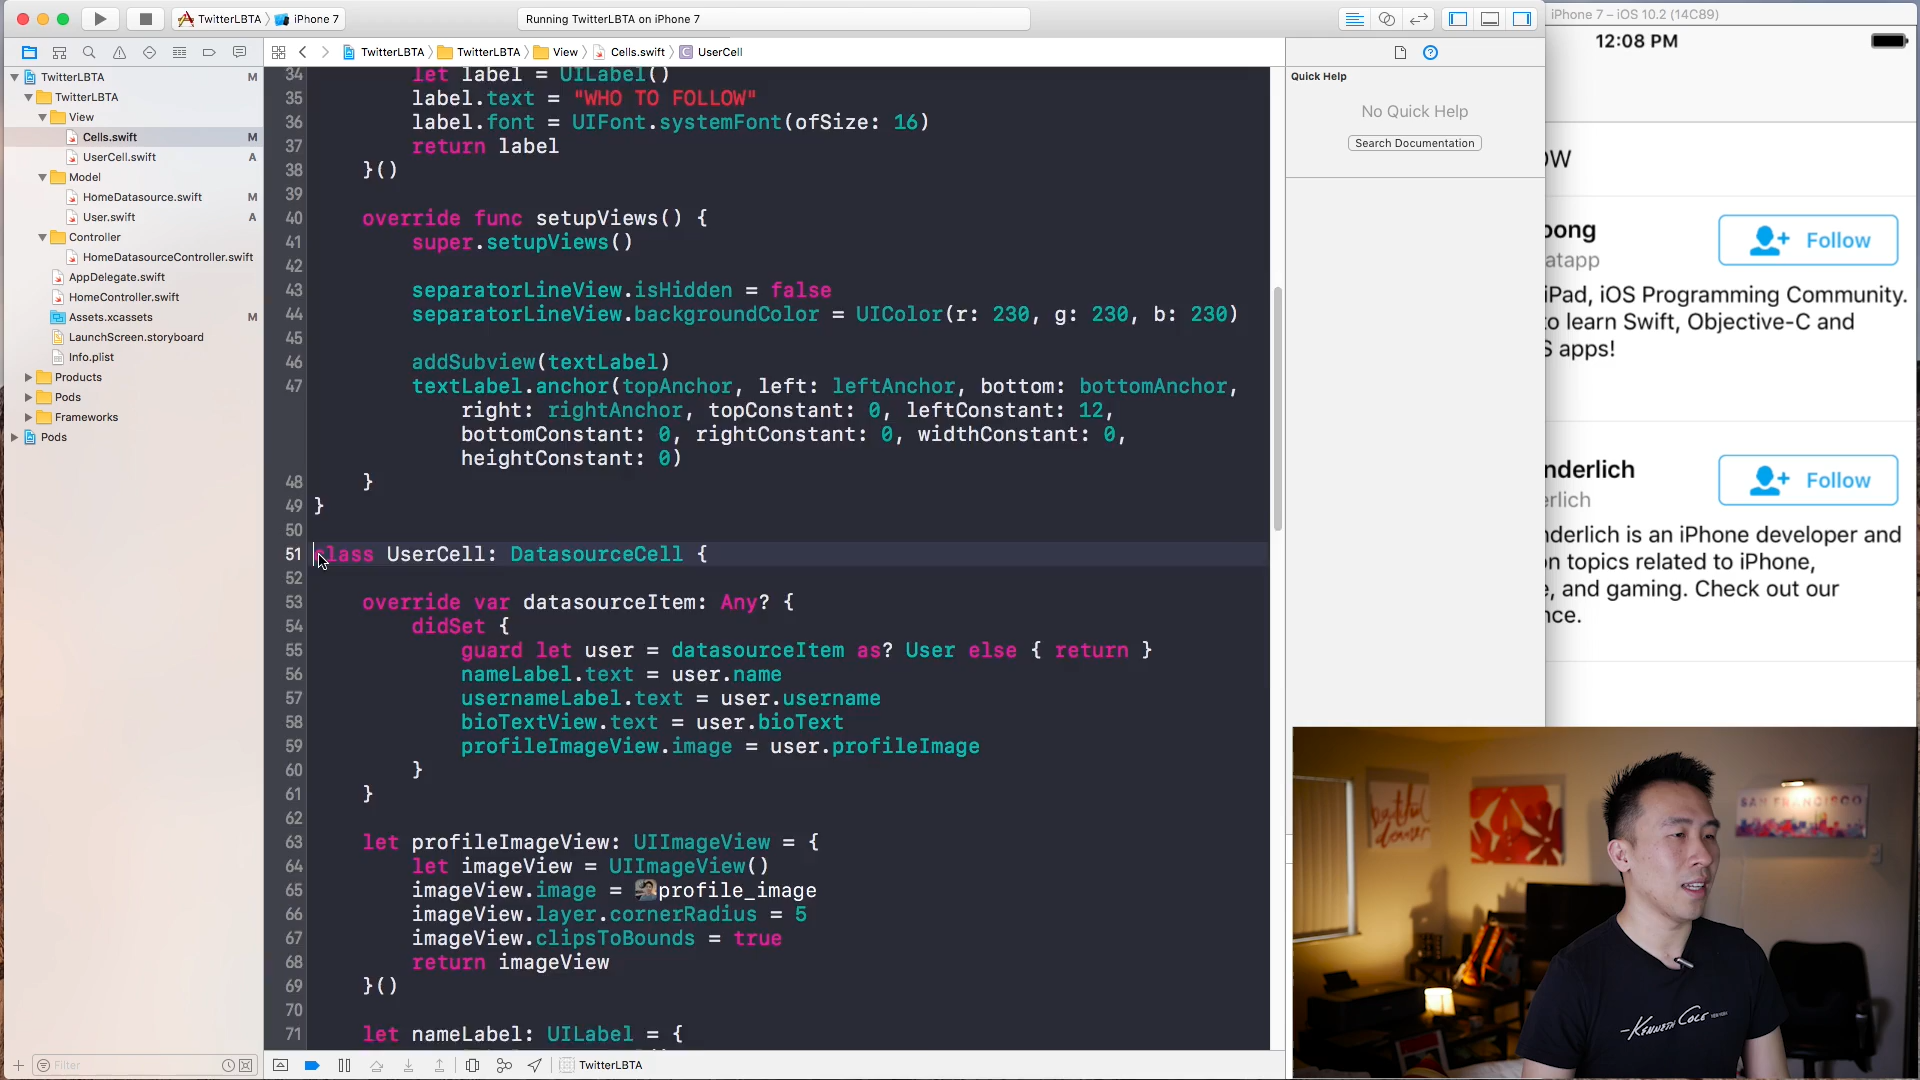 TwitterLBTA
iPhone 7
Running TwitterLBTA on iPhone 7
iPhone 7 – iOS 10.2 (14C89)
TwitterLBTA
TwitterLBTA
View
Cells.swift
UserCell
12:08 PM
TwitterLBTA M
TwitterLBTA
View
Cells.swift M
UserCell.swift A
Model
HomeDatasource.swift M
User.swift A
Controller
HomeDatasourceController.swift
AppDelegate.swift
HomeController.swift
Assets.xcassets M
LaunchScreen.storyboard
Info.plist
Products
Pods
Frameworks
Pods
Filter
34 let label = UILabel()
35 label.text = "WHO TO FOLLOW"
36 label.font = UIFont.systemFont(ofSize: 16)
37 return label
38 }()
39
40 override func setupViews() {
41 super.setupViews()
42
43 separatorLineView.isHidden = false
44 separatorLineView.backgroundColor = UIColor(r: 230, g: 230, b: 230)
45
46 addSubview(textLabel)
47 textLabel.anchor(topAnchor, left: leftAnchor, bottom: bottomAnchor,
right: rightAnchor, topConstant: 0, leftConstant: 12,
bottomConstant: 0, rightConstant: 0, widthConstant: 0,
heightConstant: 0)
48 }
49 }
50
51 class UserCell: DatasourceCell {
52
53 override var datasourceItem: Any? {
54 didSet {
55 guard let user = datasourceItem as? User else { return }
56 nameLabel.text = user.name
57 usernameLabel.text = user.username
58 bioTextView.text = user.bioText
59 profileImageView.image = user.profileImage
60 }
61 }
62
63 let profileImageView: UIImageView = {
64 let imageView = UIImageView()
65 imageView.image = profile_image
66 imageView.layer.cornerRadius = 5
67 imageView.clipsToBounds = true
68 return imageView
69 }()
70
71 let nameLabel: UILabel = {
TwitterLBTA
Quick Help
No Quick Help
Search Documentation
OW
oong
atapp
Follow
iPad, iOS Programming Community.
o learn Swift, Objective-C and
S apps!
nderlich
erlich
Follow
nderlich is an iPhone developer and
on topics related to iPhone,
e, and gaming. Check out our
nce.
SAN FRANCISCO
KENNETH COLE